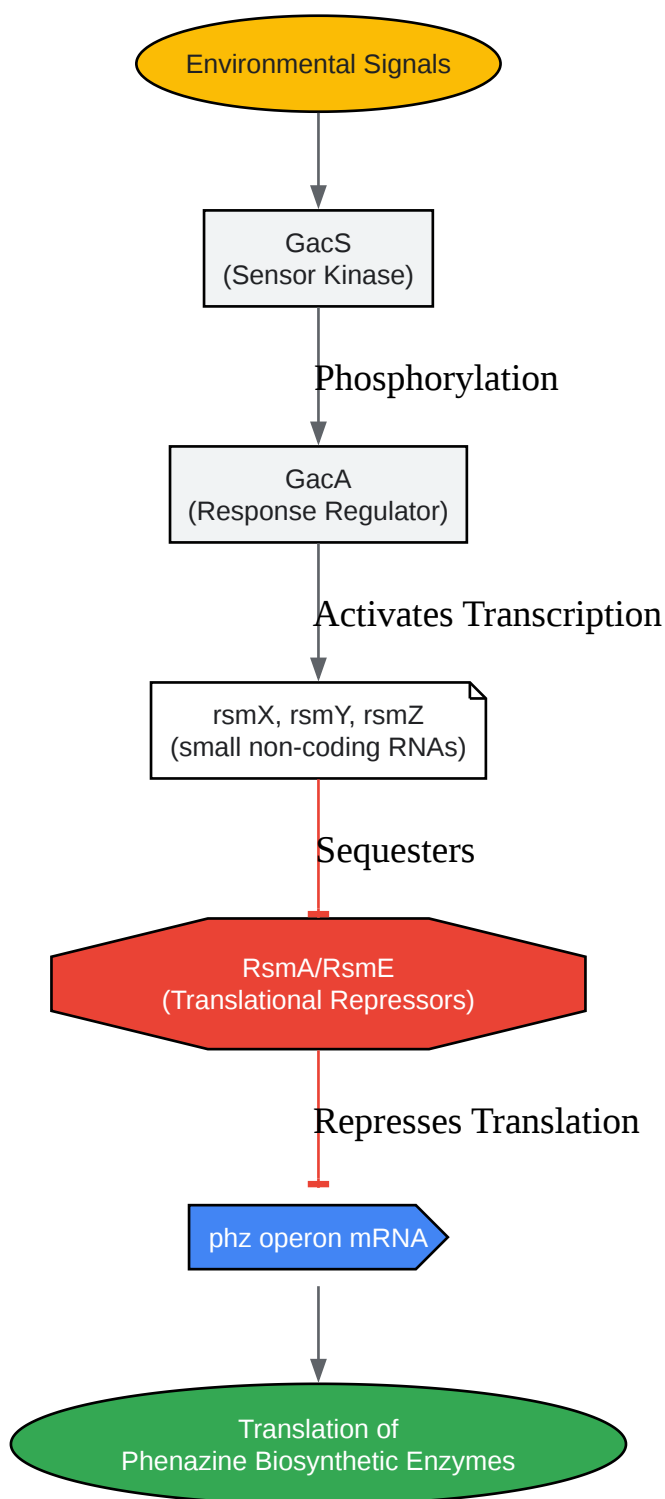 Environmental Signals
GacS
(Sensor Kinase)
Phosphorylation
GacA
(Response Regulator)
Activates Transcription
rsmX, rsmY, rsmZ
(small non-coding RNAs)
Sequesters
RsmA/RsmE
(Translational Repressors)
Represses Translation
phz operon mRNA
Translation of
Phenazine Biosynthetic Enzymes